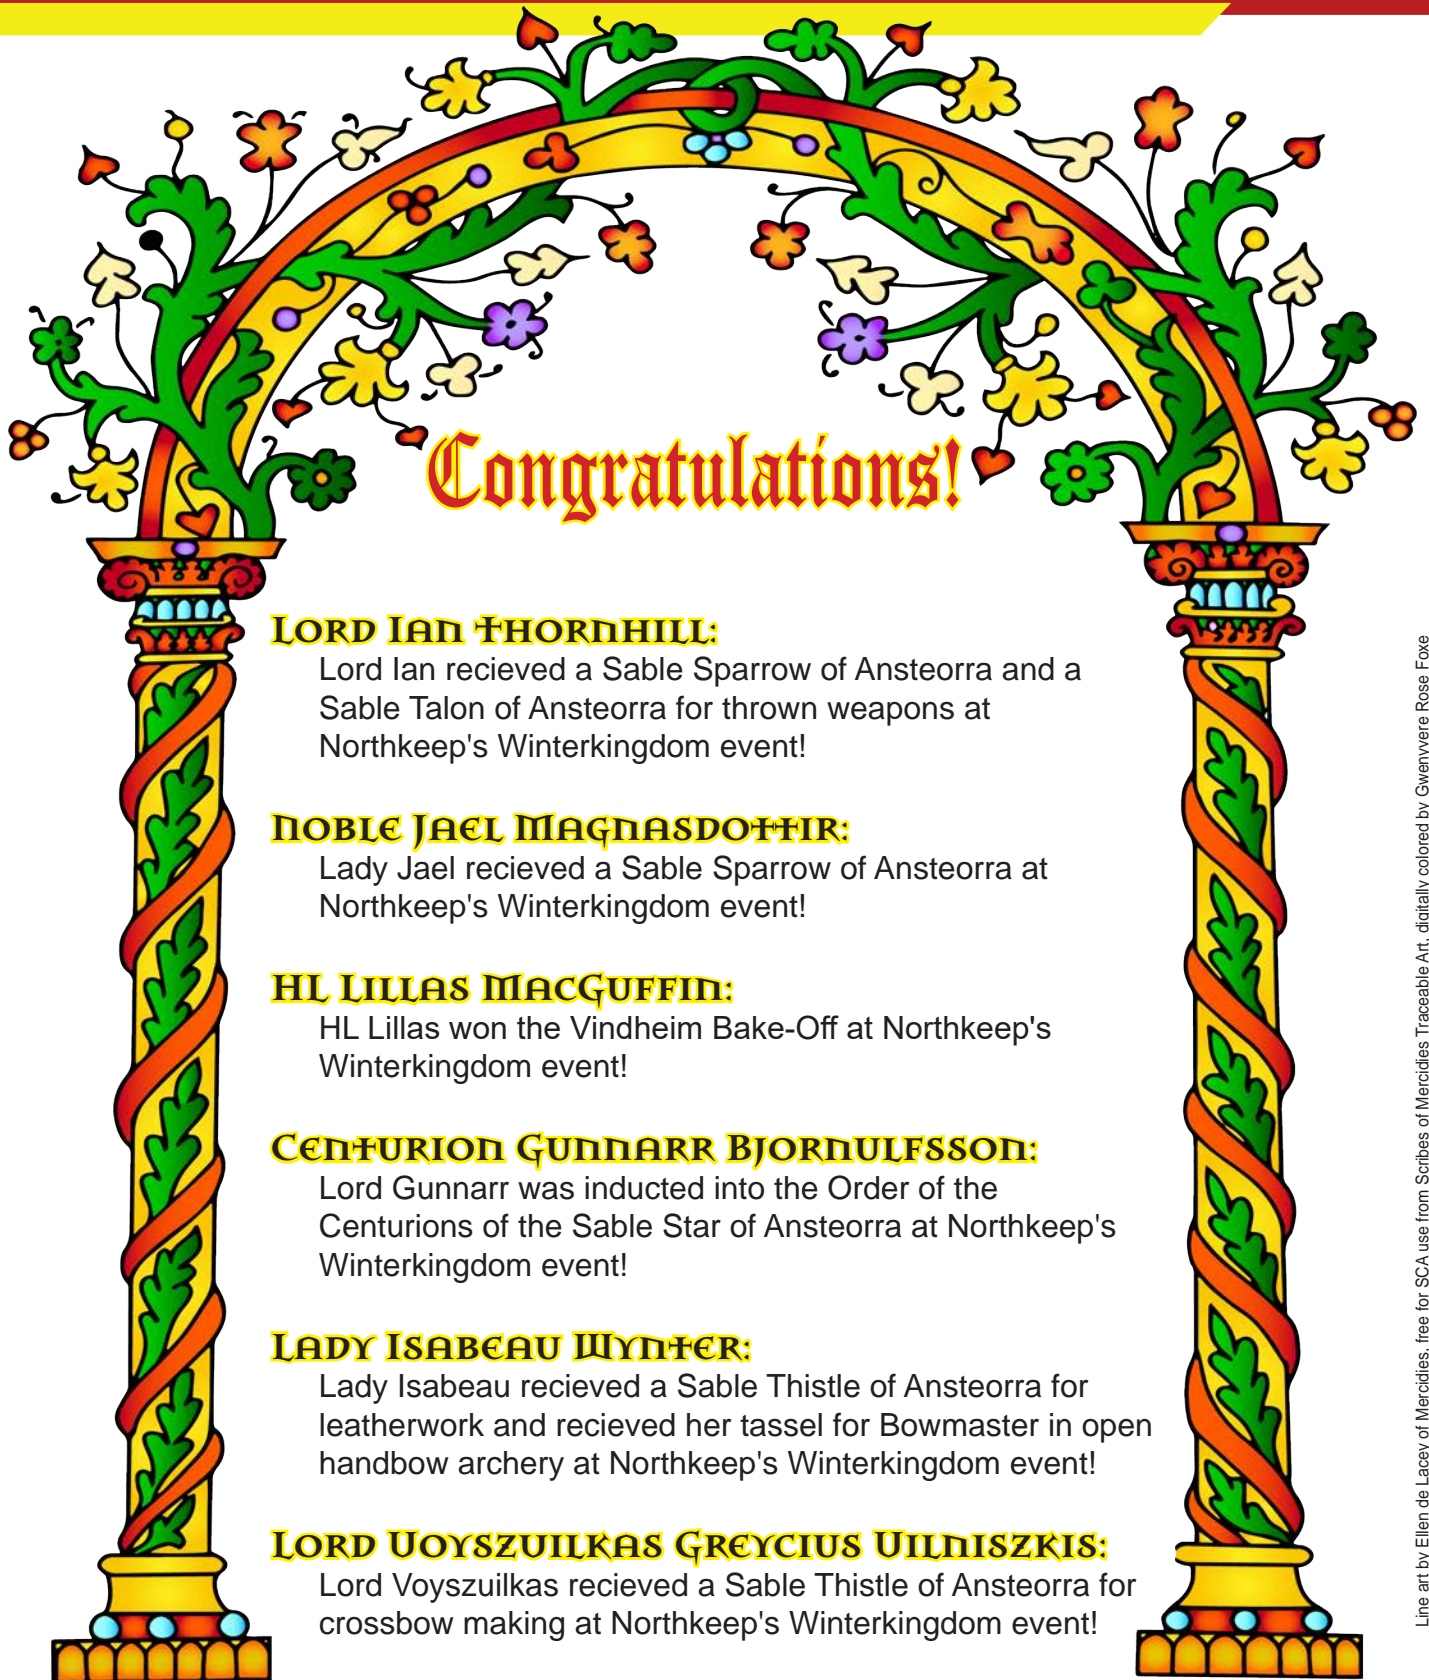 Congratulations!
Lord Ian Thornhill:
Lord Ian recieved a Sable Sparrow of Ansteorra and a
Sable Talon of Ansteorra for thrown weapons at
Northkeep's Winterkingdom event!
Noble Jael Magnasdottir:
Lady Jael recieved a Sable Sparrow of Ansteorra at
Northkeep's Winterkingdom event!
HL Lillas MacGuffin:
HL Lillas won the Vindheim Bake-Off at Northkeep's
Winterkingdom event!
Centurion Gunnarr Bjornulfsson:
Lord Gunnarr was inducted into the Order of the
Centurions of the Sable Star of Ansteorra at Northkeep's
Winterkingdom event!
Lady Isabeau Wynter:
Lady Isabeau recieved a Sable Thistle of Ansteorra for
leatherwork and recieved her tassel for Bowmaster in open
handbow archery at Northkeep's Winterkingdom event!
Lord Voyszvilkas Greycius Vilniszkis:
Lord Voyszuilkas recieved a Sable Thistle of Ansteorra for
crossbow making at Northkeep's Winterkingdom event!
Line art by Ellen de Lacey of Mercidies, free for SCA use from Scribes of Mercidies Traceable Art, digitally colored by Gwenvvere Rose Foxe